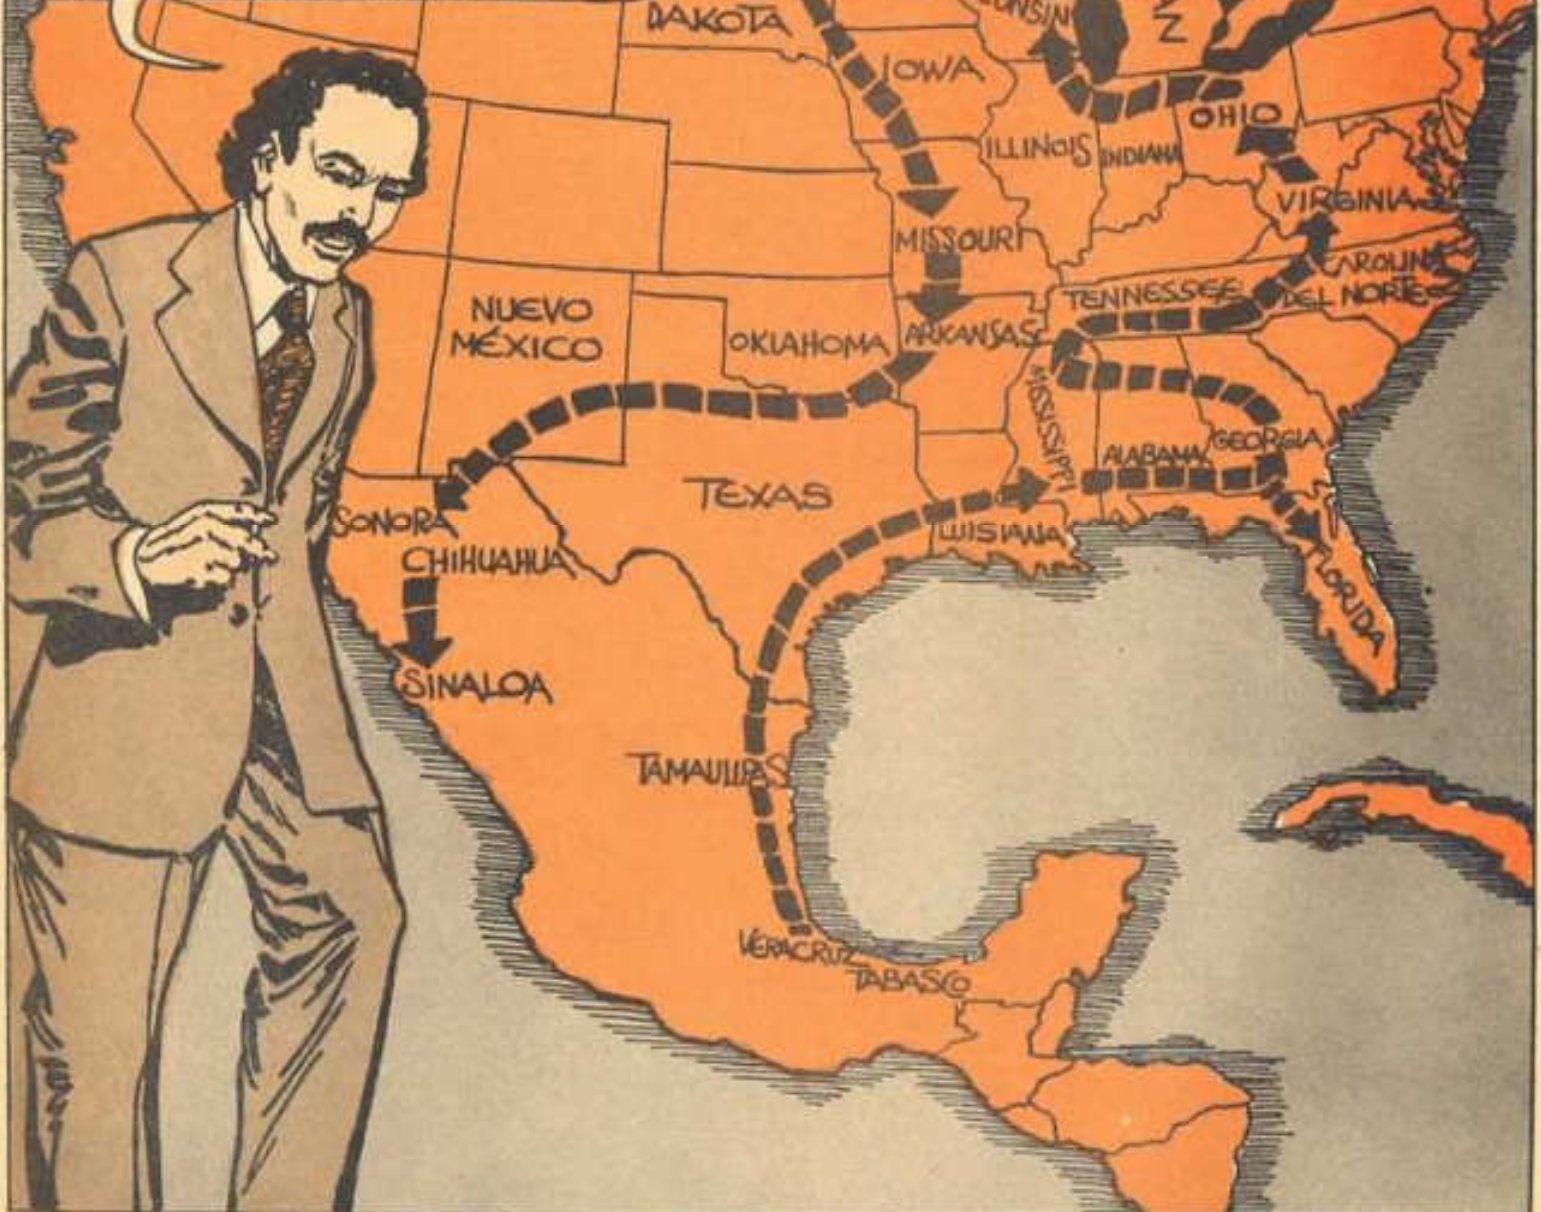 DAKOTA
IOWA
OHIO
ILLINOIS
INDIANA
VIRGINIA
MISSOURI
CAROLINA
DEL NORTE
TENNESSEE
NUEVO
MÉXICO
OKLAHOMA
ARKANSAS
MISSISSIPPI
ALABAMA
GEORGIA
TEXAS
SONORA
LUISIANA
CHIHUAHUA
FLORIDA
SINALOA
TAMAULIPAS
VERACRUZ
TABASCO